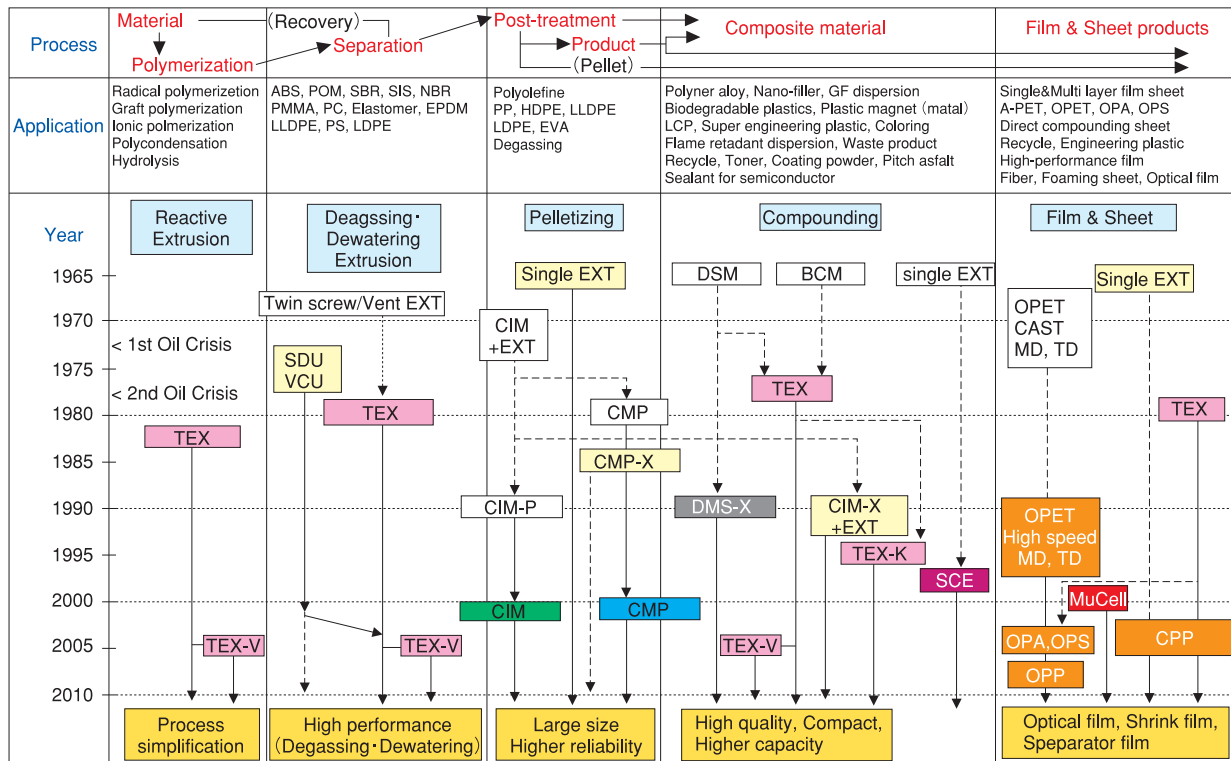 Process
Material
(Recovery)
Polymerization
Separation
Post-treatment
Product
(Pellet)
Composite material
Film & Sheet products
Application
Radical polymerizetion
Graft polymerization
Ionic polmerization
Polycondensation
Hydrolysis
ABS, POM, SBR, SIS, NBR
PMMA, PC, Elastomer, EPDM
LLDPE, PS, LDPE
Polyolefine
PP, HDPE, LLDPE
LDPE, EVA
Degassing
Polyner aloy, Nano-filler, GF dispersion
Biodegradable plastics, Plastic magnet (matal)
LCP, Super engineering plastic, Coloring
Flame retadant dispersion, Waste product
Recycle, Toner, Coating powder, Pitch asfalt
Sealant for semiconductor
Single&Multi layer film sheet
A-PET, OPET, OPA, OPS
Direct compounding sheet
Recycle, Engineering plastic
High-performance film
Fiber, Foaming sheet, Optical film
Year
1965
1970
1975
1980
1985
1990
1995
2000
2005
2010
< 1st Oil Crisis
< 2nd Oil Crisis
Reactive
Extrusion
TEX
TEX-V
Process
simplification
Deagssing·
Dewatering
Extrusion
Twin screw/Vent EXT
SDU
VCU
TEX
TEX-V
High performance
(Degassing·Dewatering)
Pelletizing
Single EXT
CIM
+EXT
CMP
CMP-X
CIM-P
CIM
CMP
Large size
Higher reliability
Compounding
DSM
BCM
single EXT
TEX
DMS-X
CIM-X
+EXT
TEX-K
SCE
TEX-V
High quality, Compact,
Higher capacity
Film & Sheet
Single EXT
OPET
CAST
MD, TD
TEX
OPET
High speed
MD, TD
MuCell
OPA,OPS
CPP
OPP
Optical film, Shrink film,
Speparator film